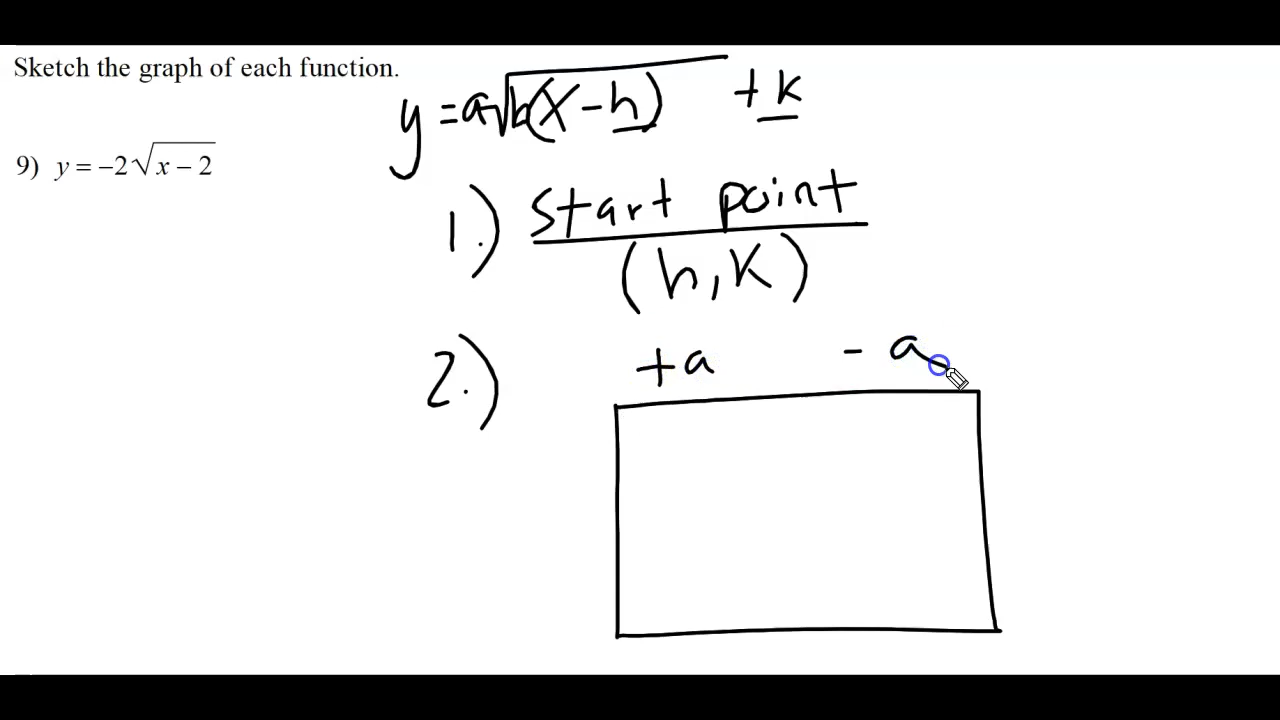 Sketch the graph of each function.
y = a√b(x - h) + k
9) y = −2√x − 2
1.) Start point
(h, k)
2.) +a - a